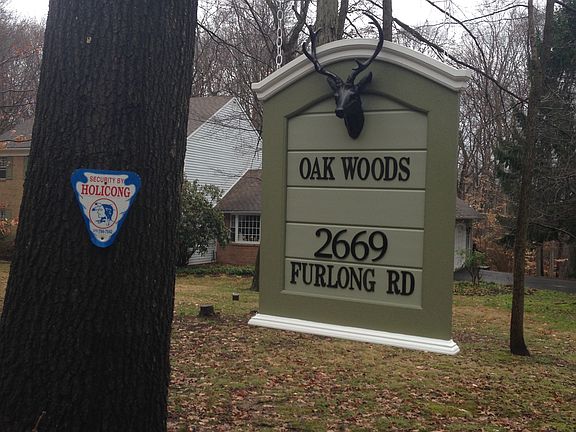 SECURITY BY
HOLICONG
OAK WOODS
2669
FURLONG RD